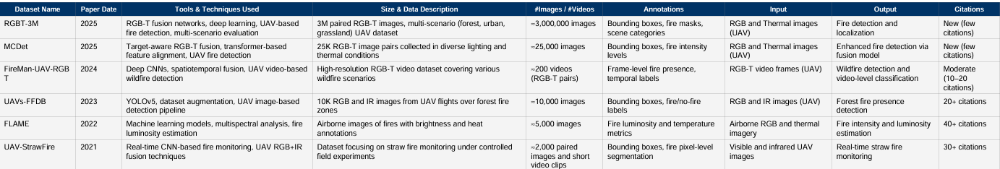 Dataset Name Paper Date Tools & Techniques Used Size & Data Description #Images / #Videos Annotations Input Output Citations
RGBT-3M 2025 RGB-T fusion networks, deep learning, UAV-based 3M paired RGB-T images, multi-scenario (forest, urban, ≈3,000,000 images Bounding boxes, fire masks, RGB and Thermal images Fire detection and New (few
fire detection, multi-scenario evaluation grassland) UAV dataset scene categories (UAV) localization citations)
MCDet 2025 Target-aware RGB-T fusion, transformer-based 25K RGB-T image pairs collected in diverse lighting and ≈25,000 images Bounding boxes, fire intensity RGB and Thermal images Enhanced fire detection via New (few
feature alignment, UAV fire detection thermal conditions levels (UAV) fusion model citations)
FireMan-UAV-RGB 2024 Deep CNNs, spatiotemporal fusion, UAV video-based High-resolution RGB-T video dataset covering various ≈200 videos Frame-level fire presence, RGB-T video frames (UAV) Wildfire detection and Moderate
T wildfire detection wildfire scenarios (RGB-T pairs) temporal labels video-level classification (10–20
citations)
UAVs-FFDB 2023 YOLOv5, dataset augmentation, UAV image-based 10K RGB and IR images from UAV flights over forest fire ≈10,000 images Bounding boxes, fire/no-fire RGB and IR images (UAV) Forest fire presence 20+ citations
detection pipeline zones labels detection
FLAME 2022 Machine learning models, multispectral analysis, fire Airborne images of fires with brightness and heat ≈5,000 images Fire luminosity and temperature Airborne RGB and thermal Fire intensity and luminosity 40+ citations
luminosity estimation annotations metrics imagery estimation
UAV-StrawFire 2021 Real-time CNN-based fire monitoring, UAV RGB+IR Dataset focusing on straw fire monitoring under controlled ≈2,000 paired Bounding boxes, fire pixel-level Visible and infrared UAV Real-time straw fire 30+ citations
fusion techniques field experiments images and short segmentation images monitoring
video clips